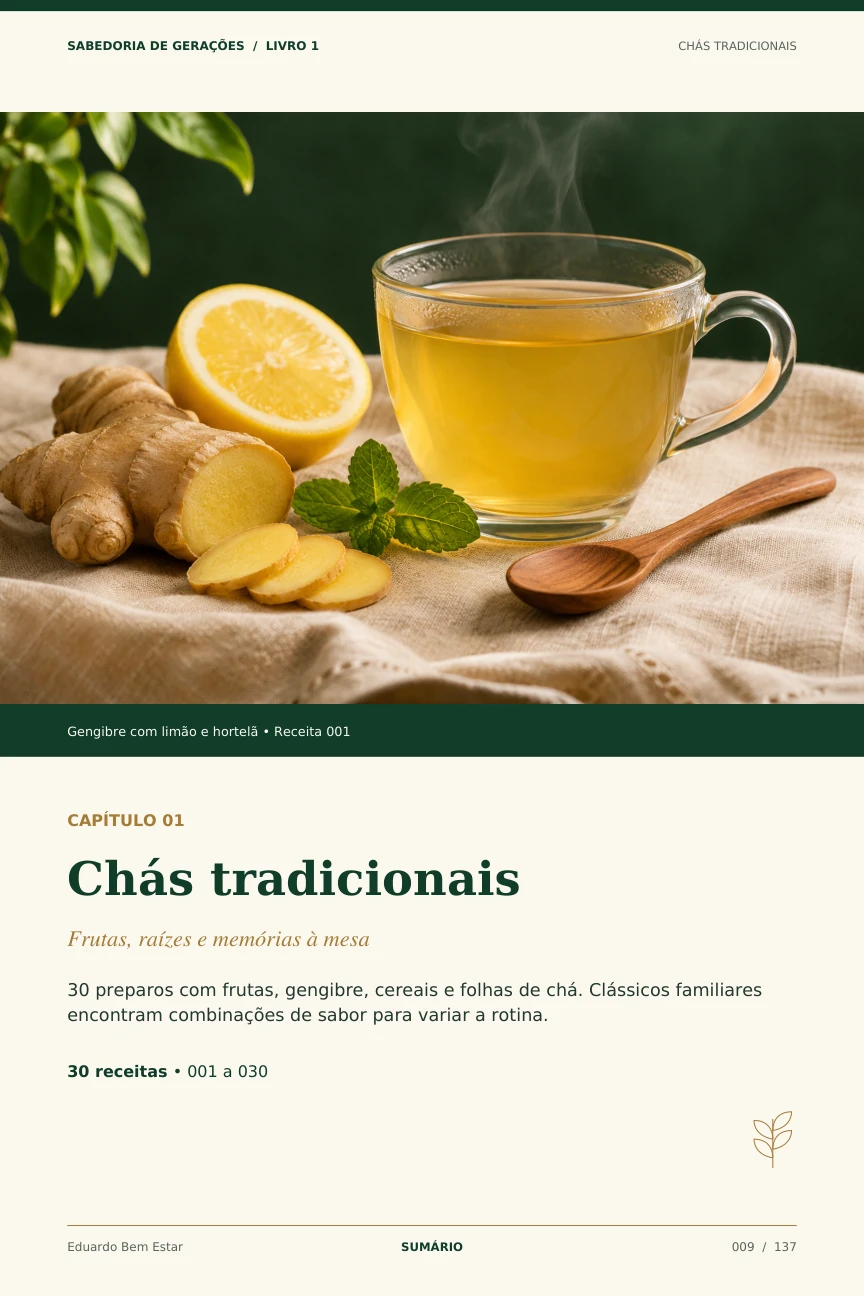 SABEDORIA DE GERAÇÕES / LIVRO 1
CHÁS TRADICIONAIS
Gengibre com limão e hortelã • Receita 001
CAPÍTULO 01
Chás tradicionais
Frutas, raízes e memórias à mesa
30 preparos com frutas, gengibre, cereais e folhas de chá. Clássicos familiares
encontram combinações de sabor para variar a rotina.
30 receitas • 001 a 030
Eduardo Bem Estar
SUMÁRIO
009 / 137